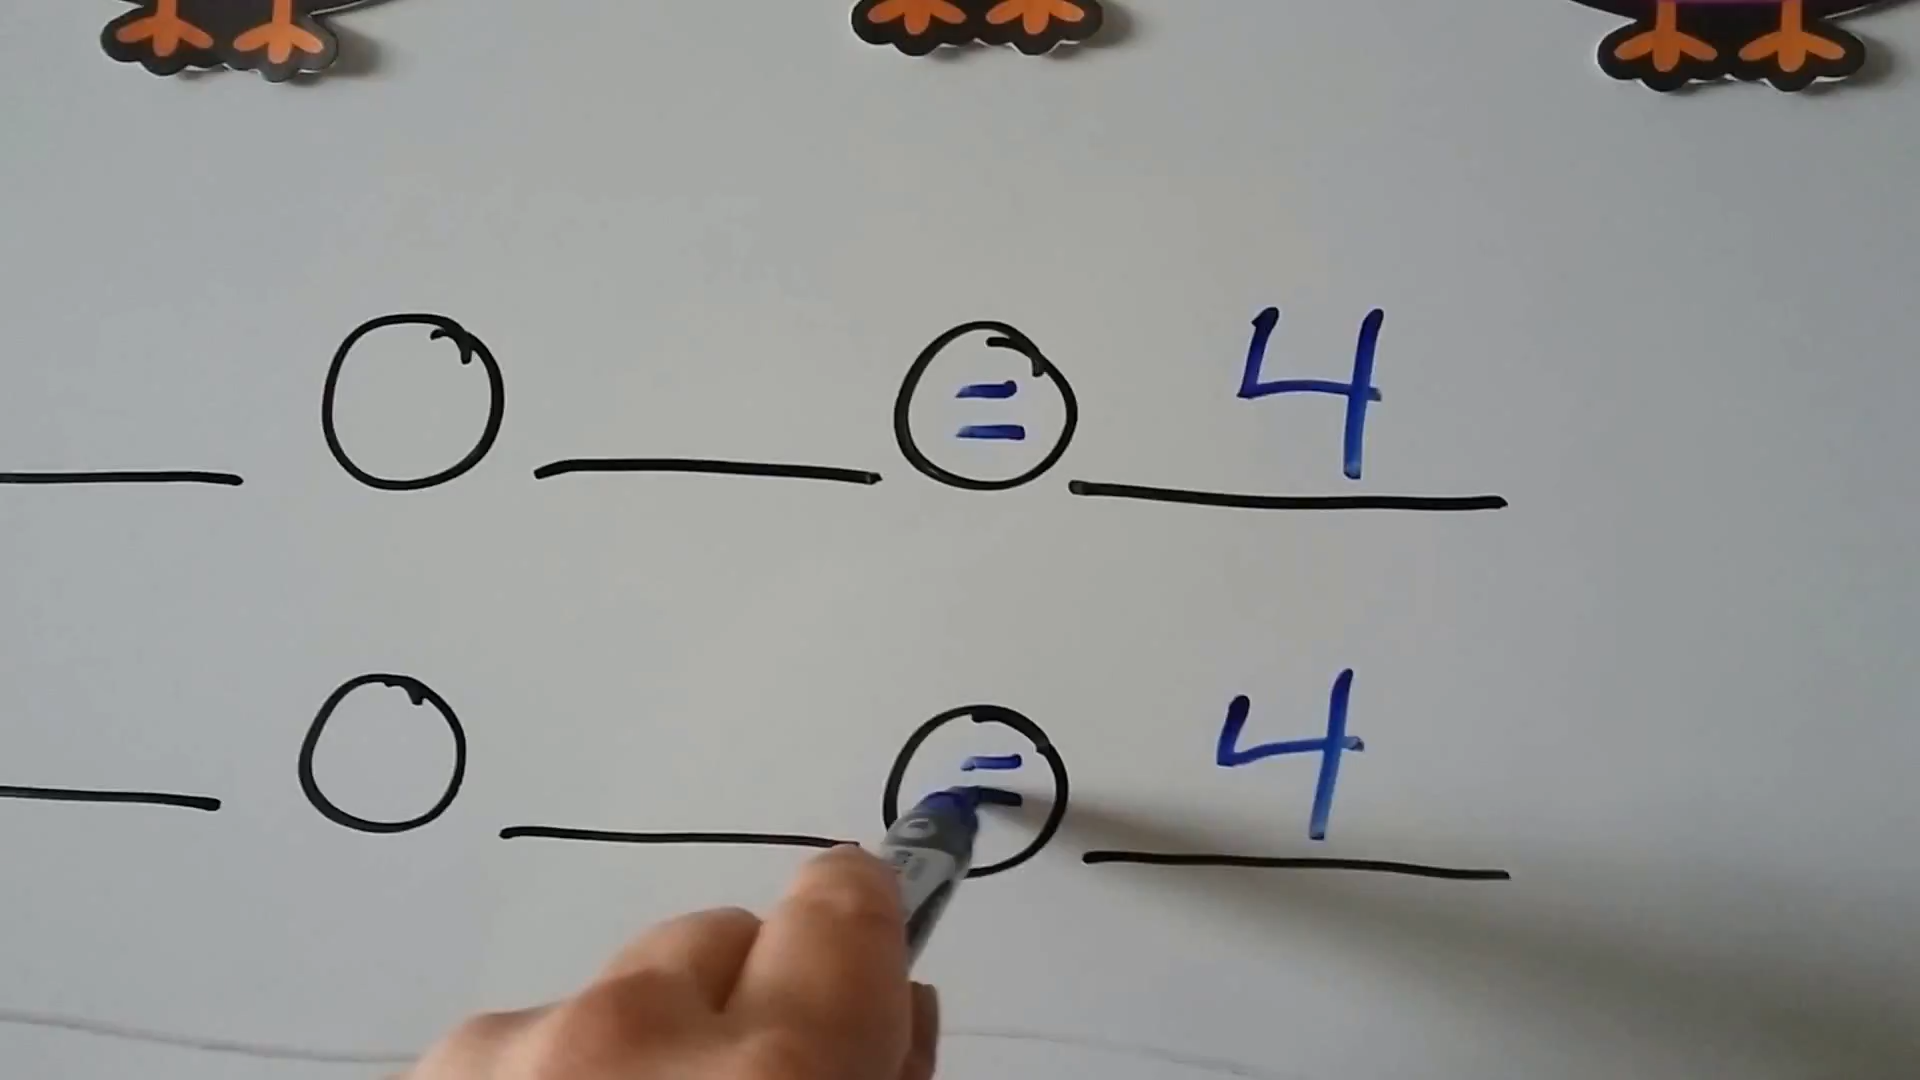 = 4
= 4